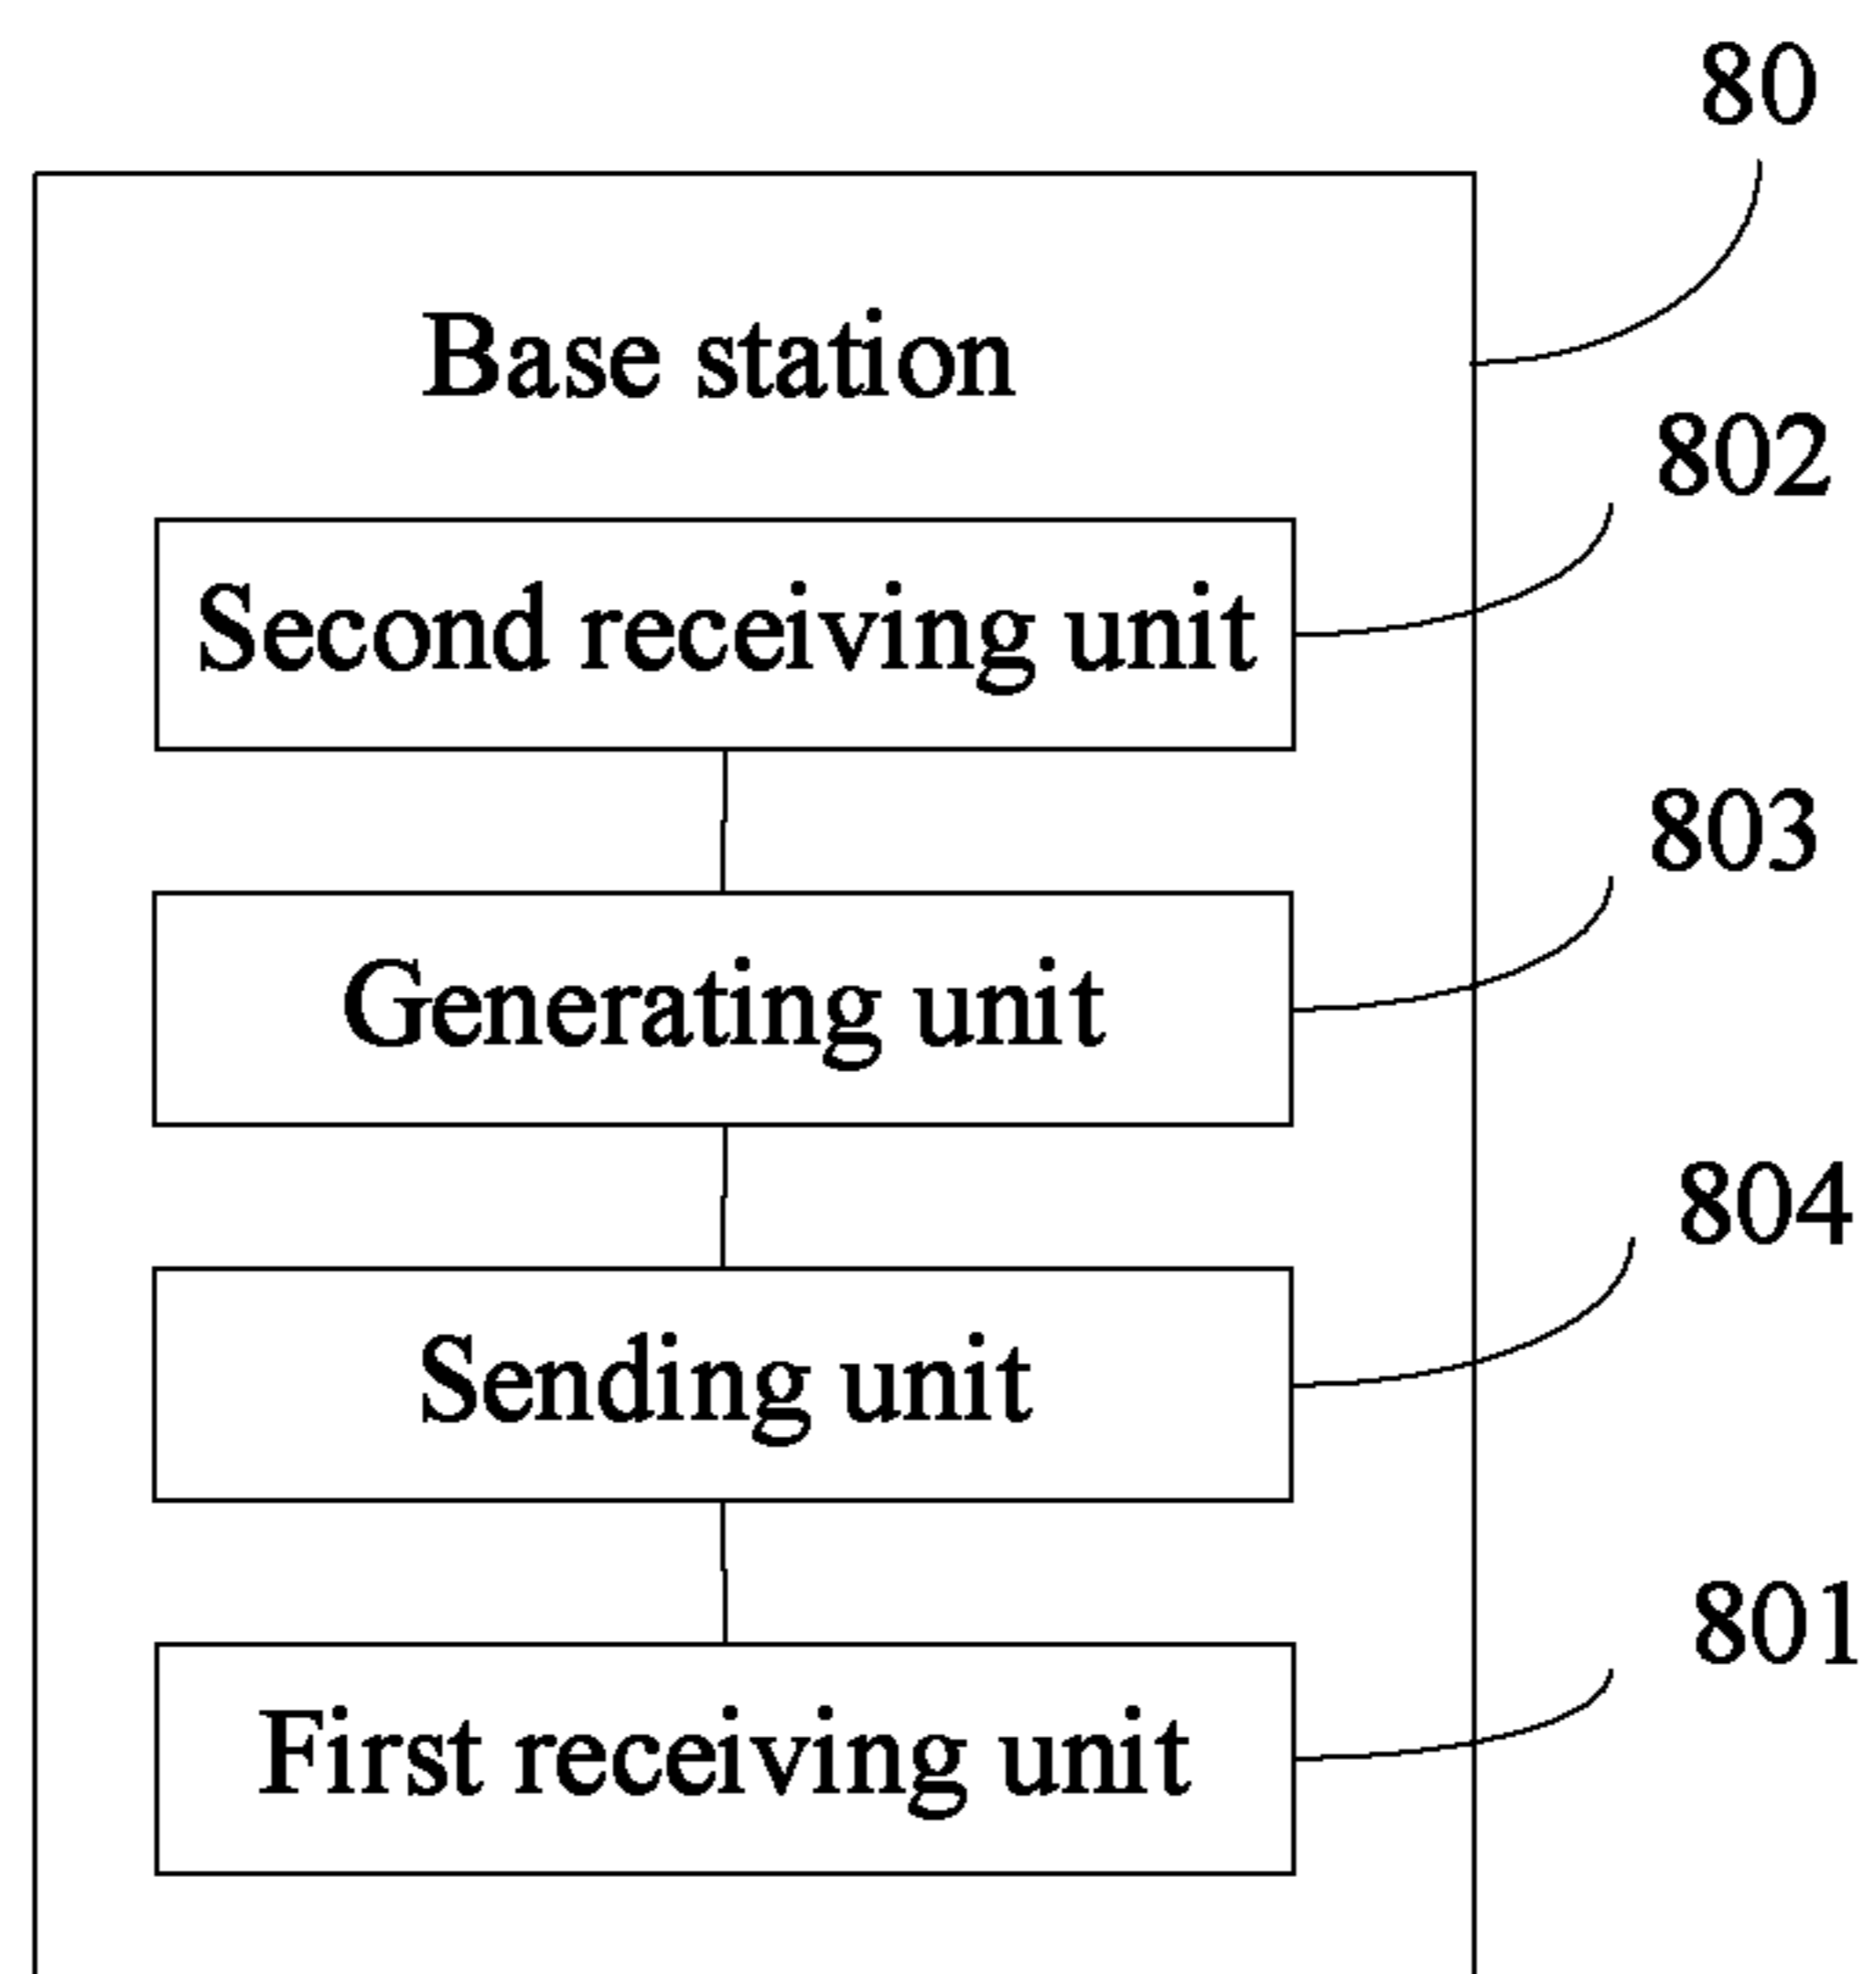 80
Base station
802
Second receiving unit
803
Generating unit
804
Sending unit
801
First receiving unit